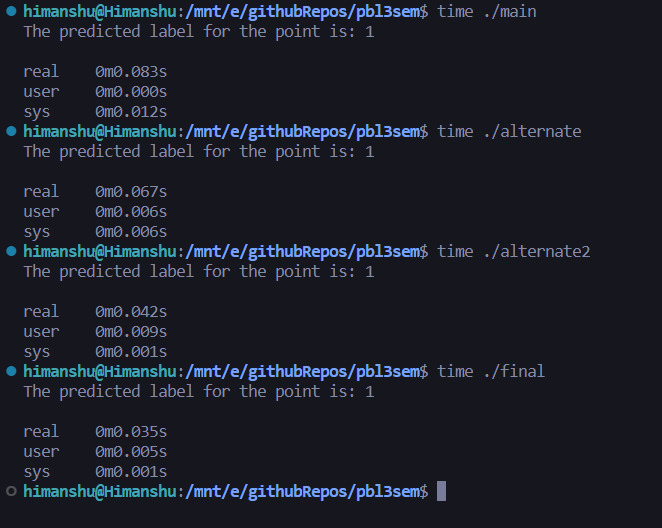 himanshu@Himanshu:/mnt/e/githubRepos/pbl3sem$ time ./main
The predicted label for the point is: 1
real    0m0.083s
user    0m0.000s
sys     0m0.012s
himanshu@Himanshu:/mnt/e/githubRepos/pbl3sem$ time ./alternate
The predicted label for the point is: 1
real    0m0.067s
user    0m0.006s
sys     0m0.006s
himanshu@Himanshu:/mnt/e/githubRepos/pbl3sem$ time ./alternate2
The predicted label for the point is: 1
real    0m0.042s
user    0m0.009s
sys     0m0.001s
himanshu@Himanshu:/mnt/e/githubRepos/pbl3sem$ time ./final
The predicted label for the point is: 1
real    0m0.035s
user    0m0.005s
sys     0m0.001s
himanshu@Himanshu:/mnt/e/githubRepos/pbl3sem$